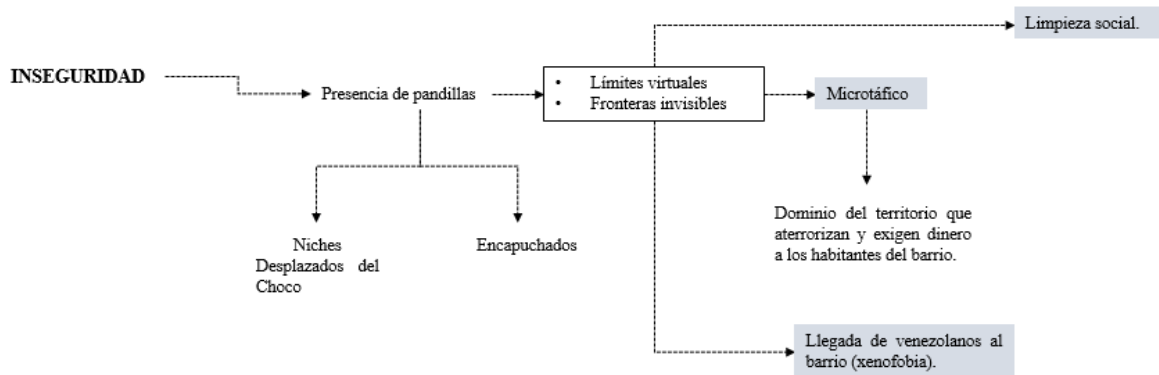 Limpieza social.
INSEGURIDAD
Presencia de pandillas
• Límites virtuales
• Fronteras invisibles
Microtáfico
Niches
Desplazados del
Choco
Encapuchados
Dominio del territorio que
aterrorizan y exigen dinero
a los habitantes del barrio.
Llegada de venezolanos al
barrio (xenofobia).